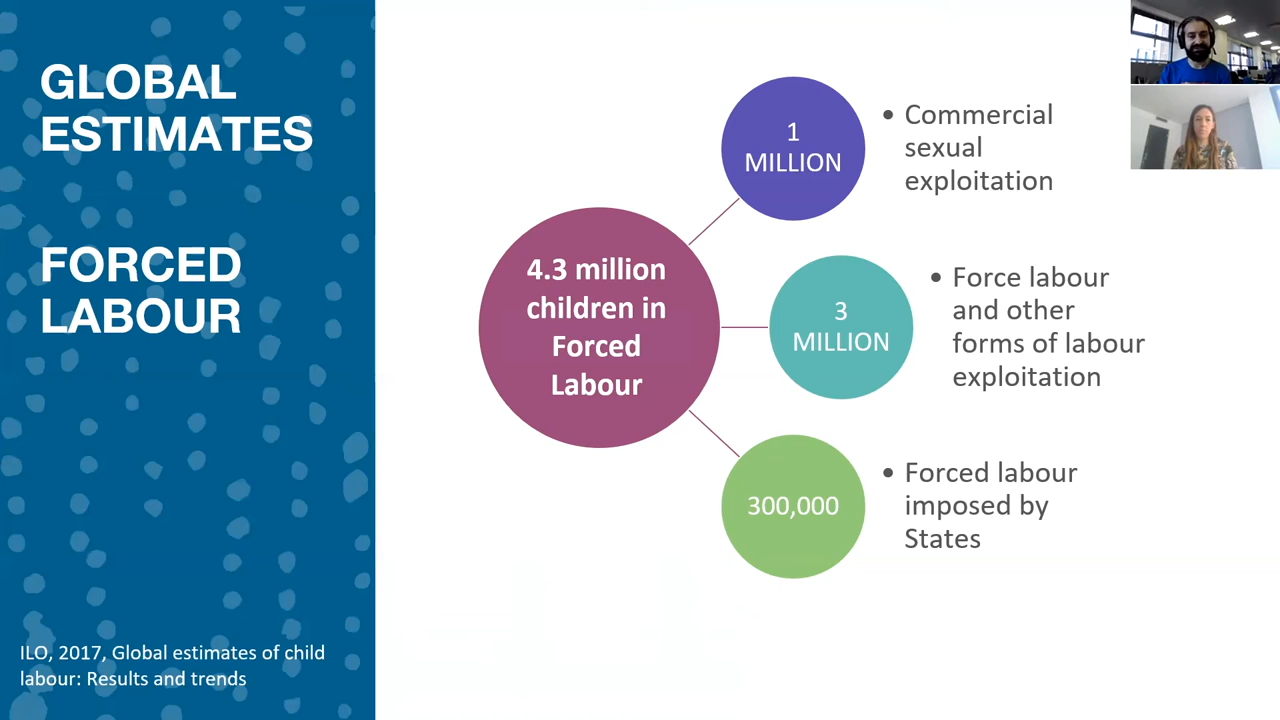 GLOBAL
ESTIMATES
FORCED
LABOUR
ILO, 2017, Global estimates of child
labour: Results and trends
4.3 million
children in
Forced
Labour
1
MILLION
• Commercial
sexual
exploitation
3
MILLION
• Force labour
and other
forms of labour
exploitation
300,000
• Forced labour
imposed by
States